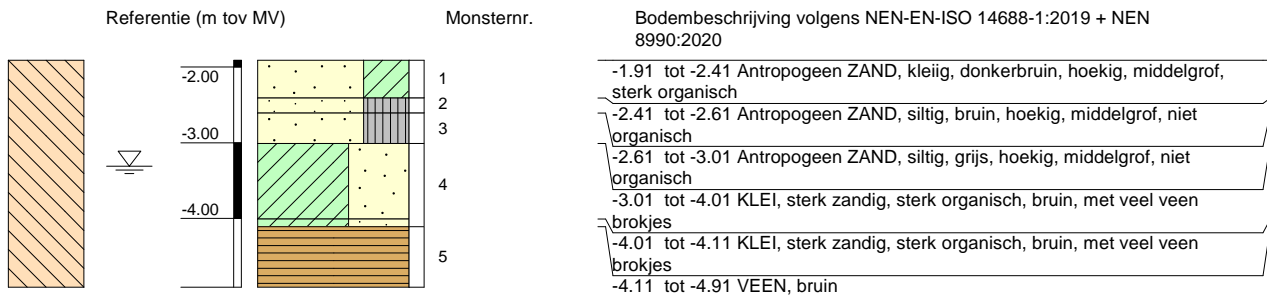 Referentie (m tov MV)
Monsternr.
Bodembeschrijving volgens NEN-EN-ISO 14688-1:2019 + NEN
8990:2020
-2.00
-3.00
-4.00
1
2
3
4
5
-1.91 tot -2.41 Antropogeen ZAND, kleiig, donkerbruin, hoekig, middelgrof,
sterk organisch
-2.41 tot -2.61 Antropogeen ZAND, siltig, bruin, hoekig, middelgrof, niet
organisch
-2.61 tot -3.01 Antropogeen ZAND, siltig, grijs, hoekig, middelgrof, niet
organisch
-3.01 tot -4.01 KLEI, sterk zandig, sterk organisch, bruin, met veel veen
brokjes
-4.01 tot -4.11 KLEI, sterk zandig, sterk organisch, bruin, met veel veen
brokjes
-4.11 tot -4.91 VEEN, bruin